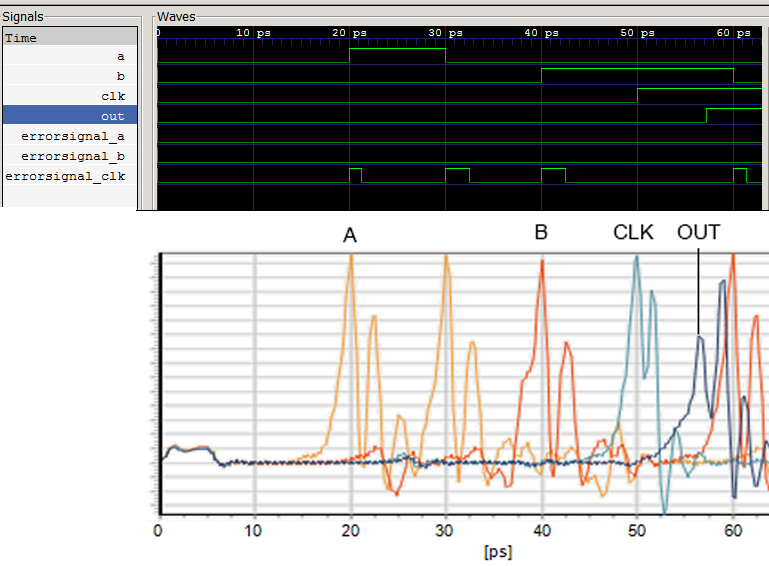 Signals
Waves
Time
0 10 ps 20 ps 30 ps 40 ps 50 ps 60 ps
a
b
clk
out
errorsignal_a
errorsignal_b
errorsignal_clk
A B CLK OUT
0 10 20 30 40 50 60
[ps]